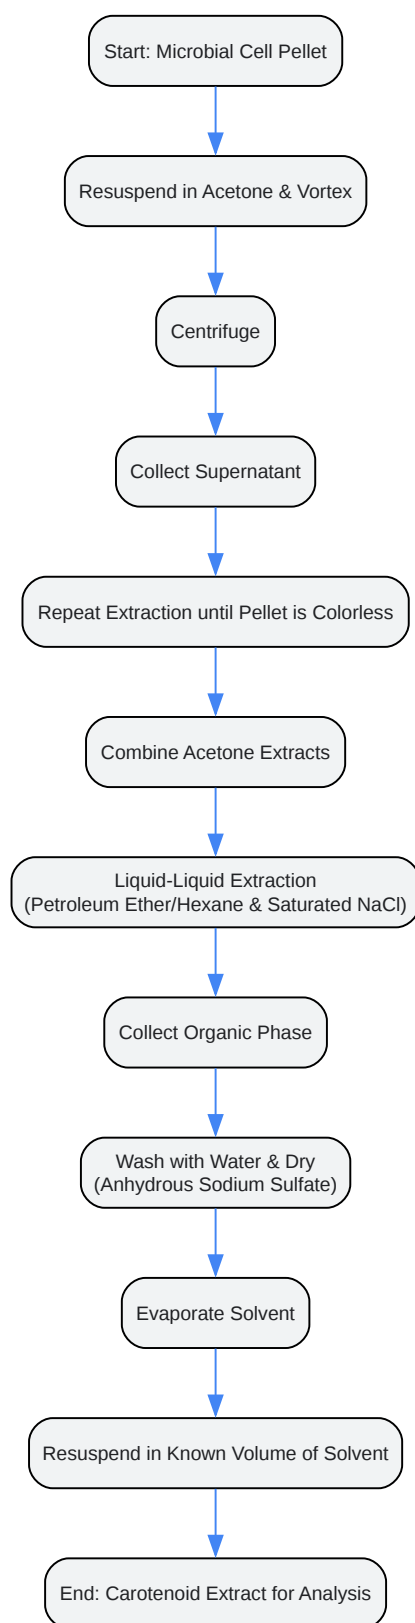 Start: Microbial Cell Pellet
Resuspend in Acetone & Vortex
Centrifuge
Collect Supernatant
Repeat Extraction until Pellet is Colorless
Combine Acetone Extracts
Liquid-Liquid Extraction
(Petroleum Ether/Hexane & Saturated NaCl)
Collect Organic Phase
Wash with Water & Dry
(Anhydrous Sodium Sulfate)
Evaporate Solvent
Resuspend in Known Volume of Solvent
End: Carotenoid Extract for Analysis